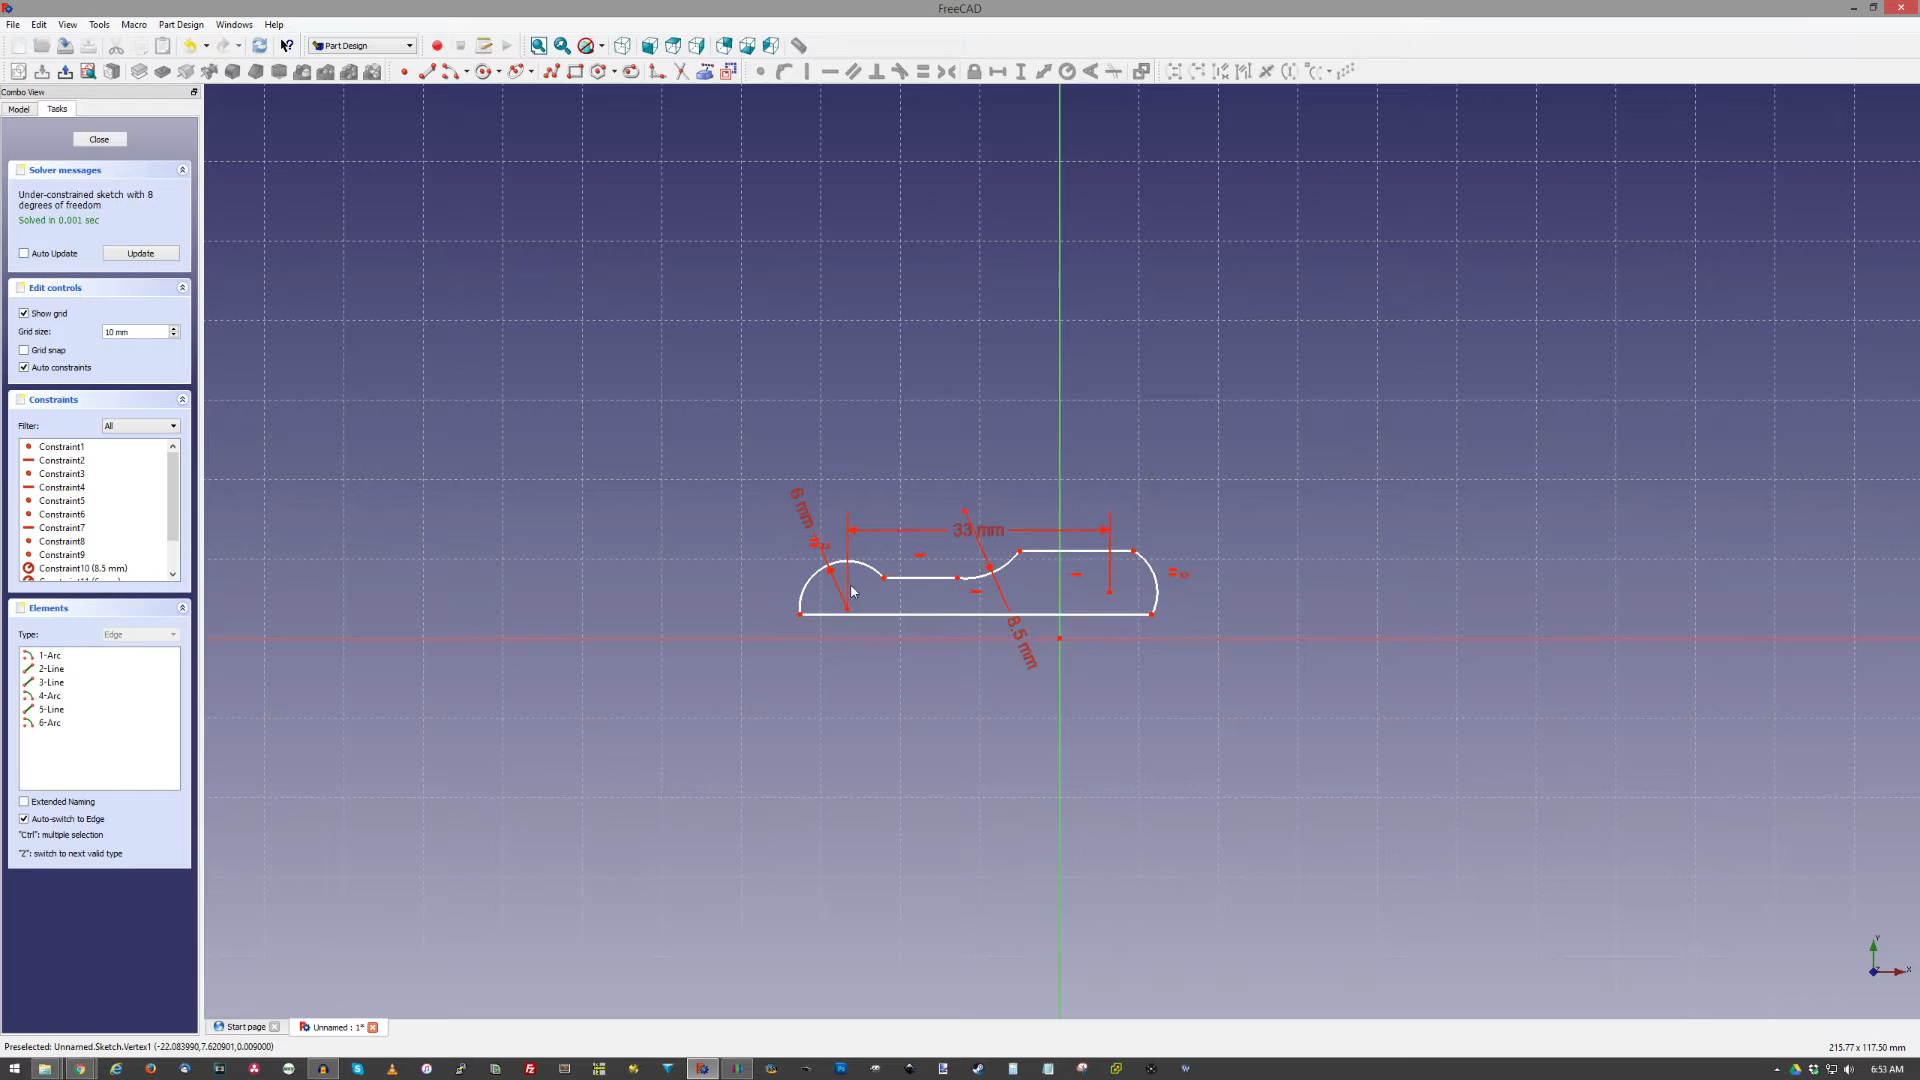 FreeCAD
File Edit View Tools Macro Part Design Windows Help
Part Design
Combo View
Model Tasks
Close
Solver messages
Under-constrained sketch with 8
degrees of freedom
Solved in 0.001 sec
Auto Update Update
Edit controls
Show grid
Grid size: 10 mm
Grid snap
Auto constraints
Constraints
Filter: All
Constraint1
Constraint2
Constraint3
Constraint4
Constraint5
Constraint6
Constraint7
Constraint8
Constraint9
Constraint10 (8.5 mm)
Elements
Type: Edge
1-Arc
2-Line
3-Line
4-Arc
5-Line
6-Arc
Extended Naming
Auto-switch to Edge
"Ctrl": multiple selection
"Z": switch to next valid type
6 mm
33 mm
8.5 mm
Y
X
Start page Unnamed : 1*
Preselected: Unnamed.Sketch.Vertex1 (-22.083990,7.620901,0.009000) 215.77 x 117.50 mm
6:53 AM